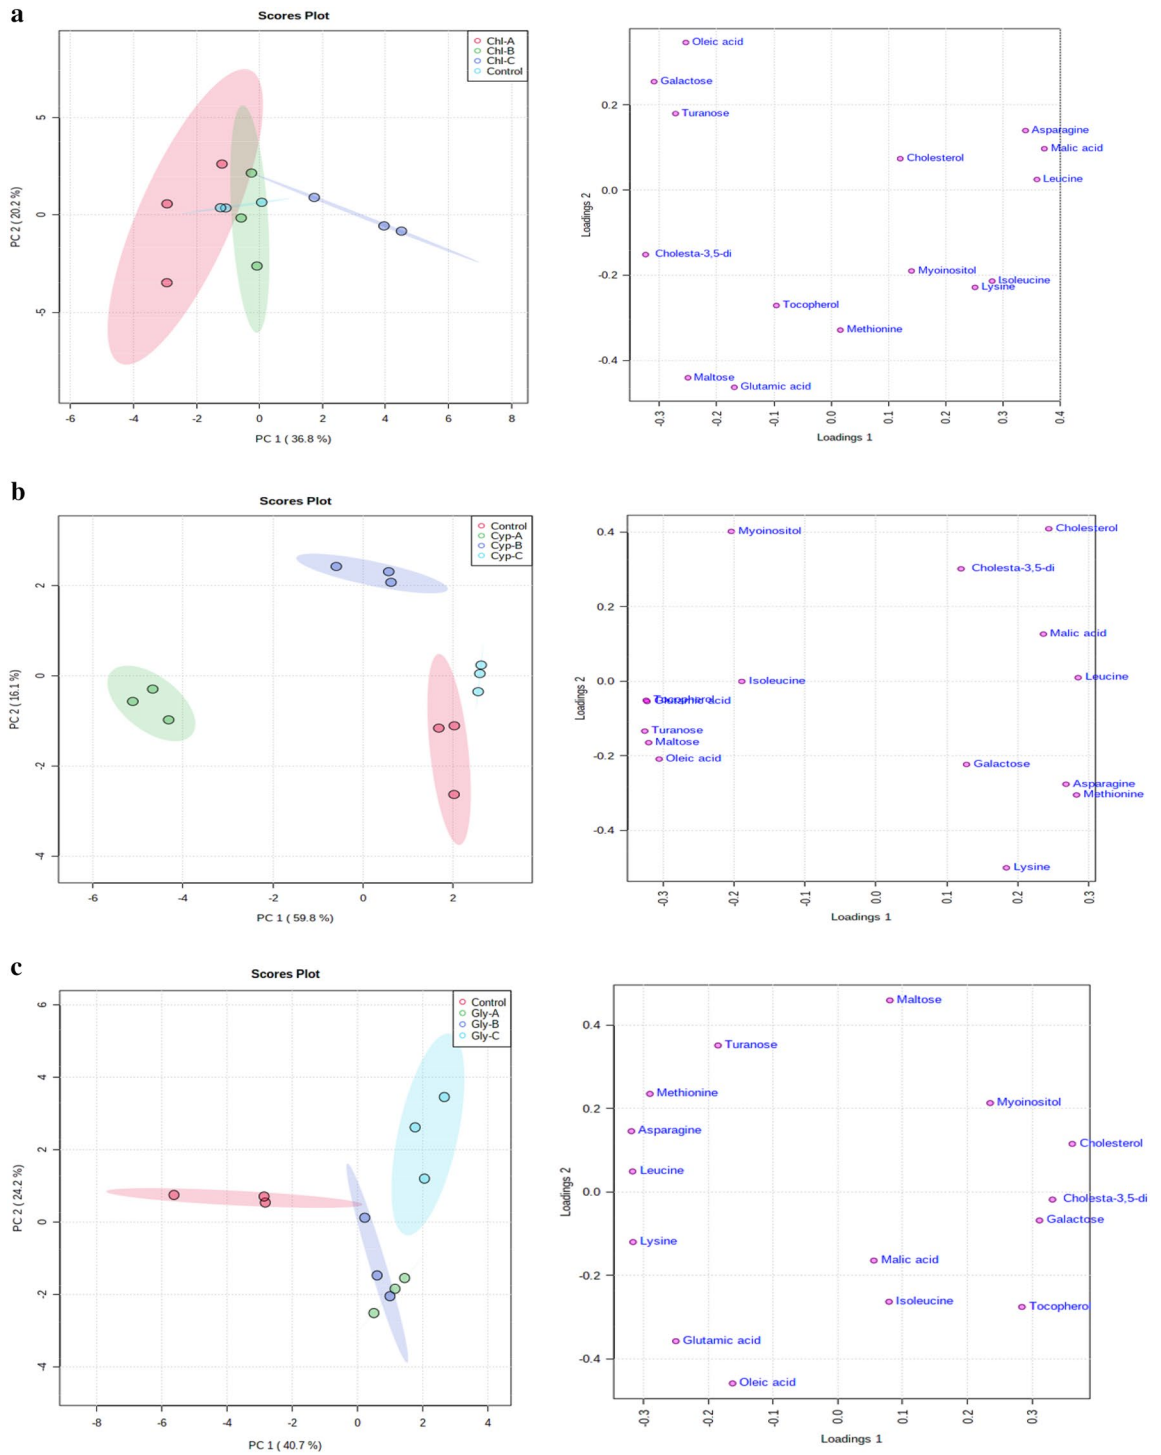 a
Scores Plot
Chl-A
Chl-B
Chl-C
Control
5
0
-5
PC 2 ( 20.2 %)
-6 -4 -2 0 2 4 6 8
PC 1 ( 36.8 %)
Oleic acid
Galactose
Turanose
Asparagine
Malic acid
Cholesterol
Leucine
Cholesta-3,5-di
Myoinositol
Isoleucine
Lysine
Tocopherol
Methionine
Maltose
Glutamic acid
0.2
0.0
-0.2
-0.4
Loadings 2
-0.3 -0.2 -0.1 0.0 0.1 0.2 0.3 0.4
Loadings 1
b
Scores Plot
Control
Cyp-A
Cyp-B
Cyp-C
2
0
-2
-4
PC 2 ( 16.1 %)
-6 -4 -2 0 2
PC 1 ( 59.8 %)
Myoinositol
Cholesterol
Cholesta-3,5-di
Malic acid
Isoleucine
Leucine
Tocopherol
Glutamic acid
Turanose
Maltose
Oleic acid
Galactose
Asparagine
Methionine
Lysine
0.4
0.2
0.0
-0.2
-0.4
Loadings 2
-0.3 -0.2 -0.1 0.0 0.1 0.2 0.3
Loadings 1
c
Scores Plot
Control
Gly-A
Gly-B
Gly-C
6
4
2
0
-2
-4
PC 2 ( 24.2 %)
-8 -6 -4 -2 0 2 4
PC 1 ( 40.7 %)
Maltose
Turanose
Methionine
Myoinositol
Asparagine
Cholesterol
Leucine
Cholesta-3,5-di
Galactose
Lysine
Malic acid
Isoleucine
Tocophero
Glutamic acid
Oleic acid
0.4
0.2
0.0
-0.2
-0.4
Loadings 2
-0.3 -0.2 -0.1 0.0 0.1 0.2 0.3
Loadings 1